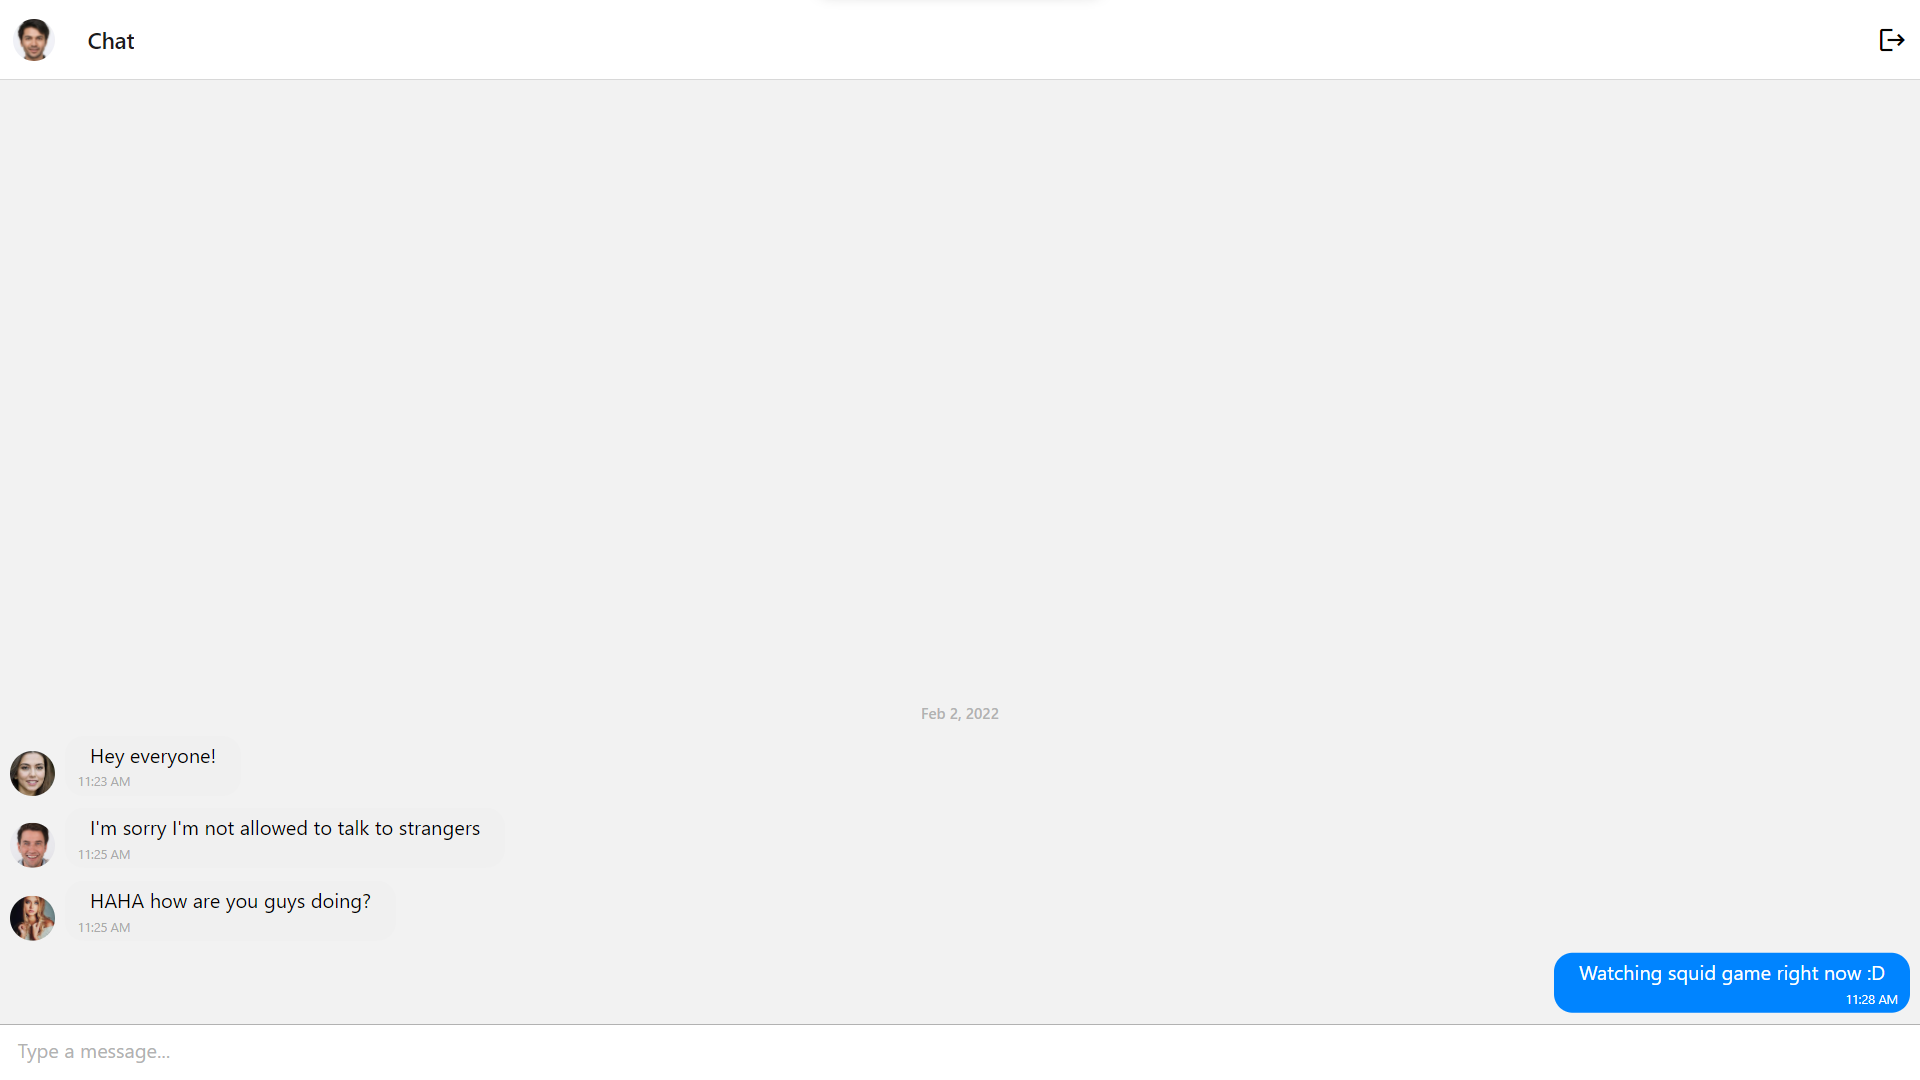 Chat
Feb 2, 2022
Hey everyone!
11:23 AM
I'm sorry I'm not allowed to talk to strangers
11:25 AM
HAHA how are you guys doing?
11:25 AM
Watching squid game right now :D
11:28 AM
Type a message...